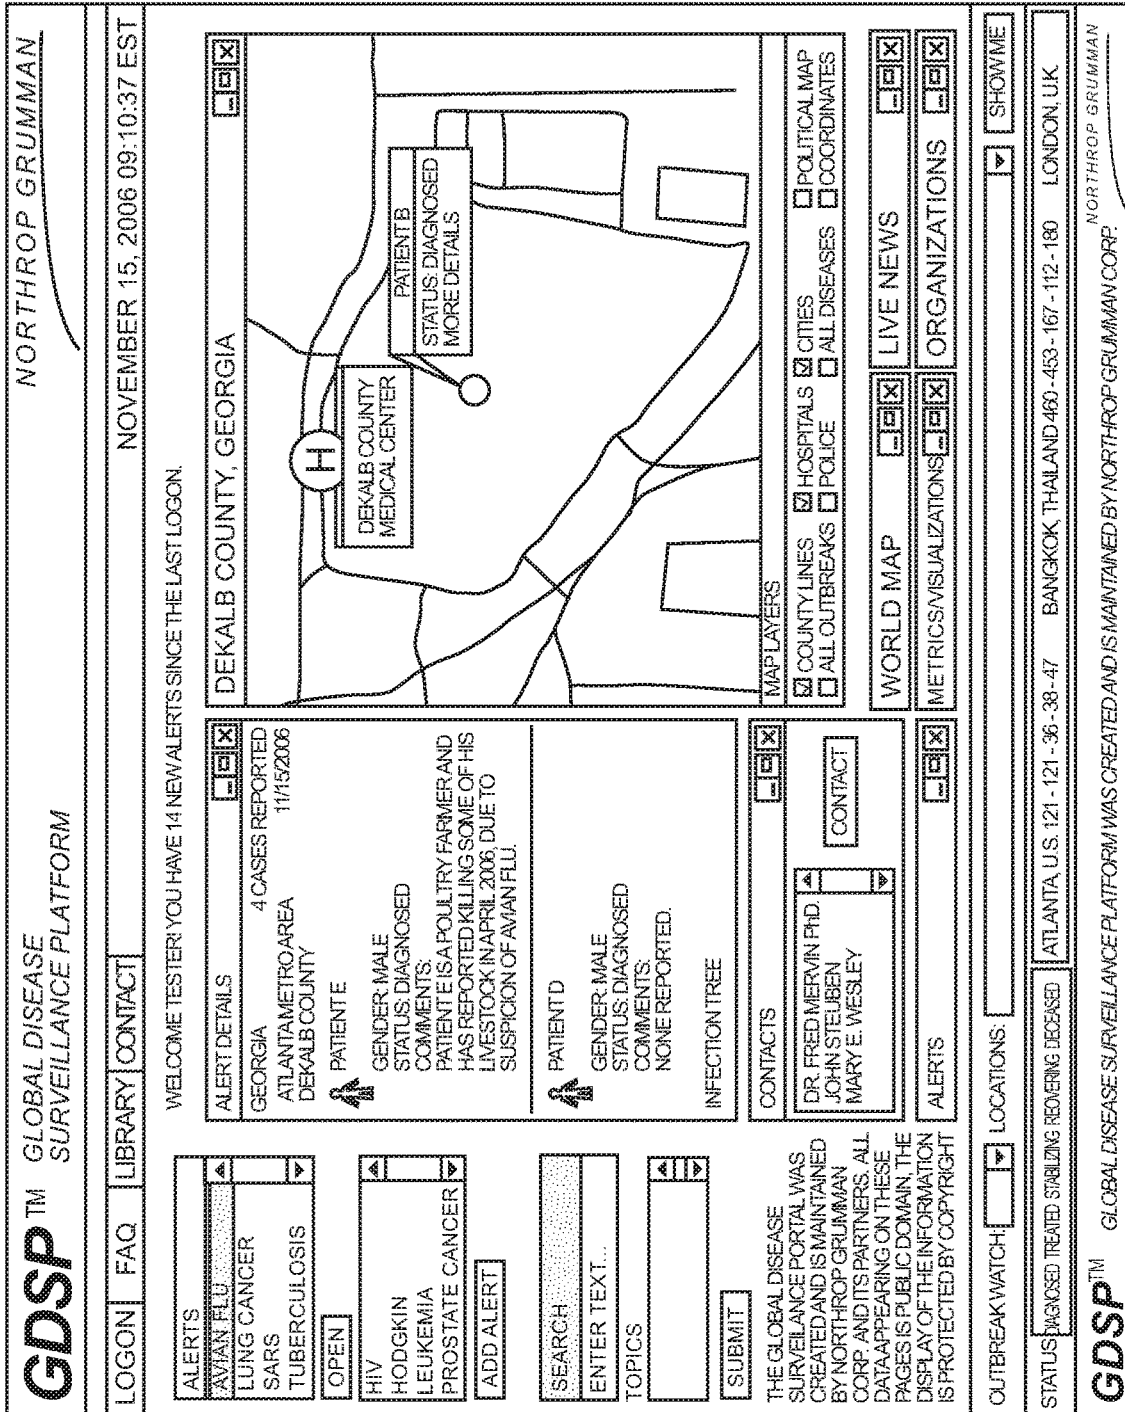 GDSP™
GLOBAL DISEASE
SURVEILLANCE PLATFORM
NORTHROP GRUMMAN
LOGON
FAQ
LIBRARY
CONTACT
NOVEMBER 15, 2006 09:10:37 EST
WELCOME TESTER! YOU HAVE 14 NEW ALERTS SINCE THE LAST LOGON.
ALERTS
AVIAN FLU
LUNG CANCER
SARS
TUBERCULOSIS
OPEN
HIV
HODGKIN
LEUKEMIA
PROSTATE CANCER
ADD ALERT
SEARCH
ENTER TEXT...
TOPICS
SUBMIT
THE GLOBAL DISEASE
SURVEILANCE PORTAL WAS
CREATED AND IS MAINTAINED
BY NORTHROP GRUMMAN
CORP. AND ITS PARTNERS. ALL
DATA APPEARING ON THESE
PAGES IS PUBLIC DOMAIN, THE
DISPLAY OF THE INFORMATION
IS PROTECTED BY COPYRIGHT
ALERT DETAILS
GEORGIA 4 CASES REPORTED
ATLANTA METRO AREA 11/15/2006
DEKALB COUNTY
PATIENT E
GENDER: MALE
STATUS: DIAGNOSED
COMMENTS:
PATIENT E IS A POULTRY FARMER AND
HAS REPORTED KILLING SOME OF HIS
LIVESTOCK IN APRIL 2006, DUE TO
SUSPICION OF AVIAN FLU.
PATIENT D
GENDER: MALE
STATUS: DIAGNOSED
COMMENTS:
NONE REPORTED.
INFECTION TREE
CONTACTS
DR. FRED MERVIN PhD.
JOHN STEUBEN
MARY E. WESLEY
CONTACT
ALERTS
DEKALB COUNTY, GEORGIA
H
DEKALB COUNTY
MEDICAL CENTER
PATIENT B
STATUS: DIAGNOSED
MORE DETAILS
MAP LAYERS
COUNTY LINES HOSPITALS CITIES POLITICAL MAP
ALL OUTBREAKS POLICE ALL DISEASES COORDINATES
WORLD MAP
LIVE NEWS
METRICS/VISUALIZATIONS
ORGANIZATIONS
OUTBREAK WATCH:
LOCATIONS:
SHOW ME
STATUS DIAGNOSED TREATED STABILIZING REOVERING DECEASED
ATLANTA, U.S. 121 - 121 - 36 - 38 - 47 BANGKOK, THAILAND 460 - 453 - 167 - 112 - 180 LONDON, U.K
GDSP™
GLOBAL DISEASE SURVEILLANCE PLATFORM WAS CREATED AND IS MAINTAINED BY NORTHROP GRUMMAN CORP.
NORTHROP GRUMMAN